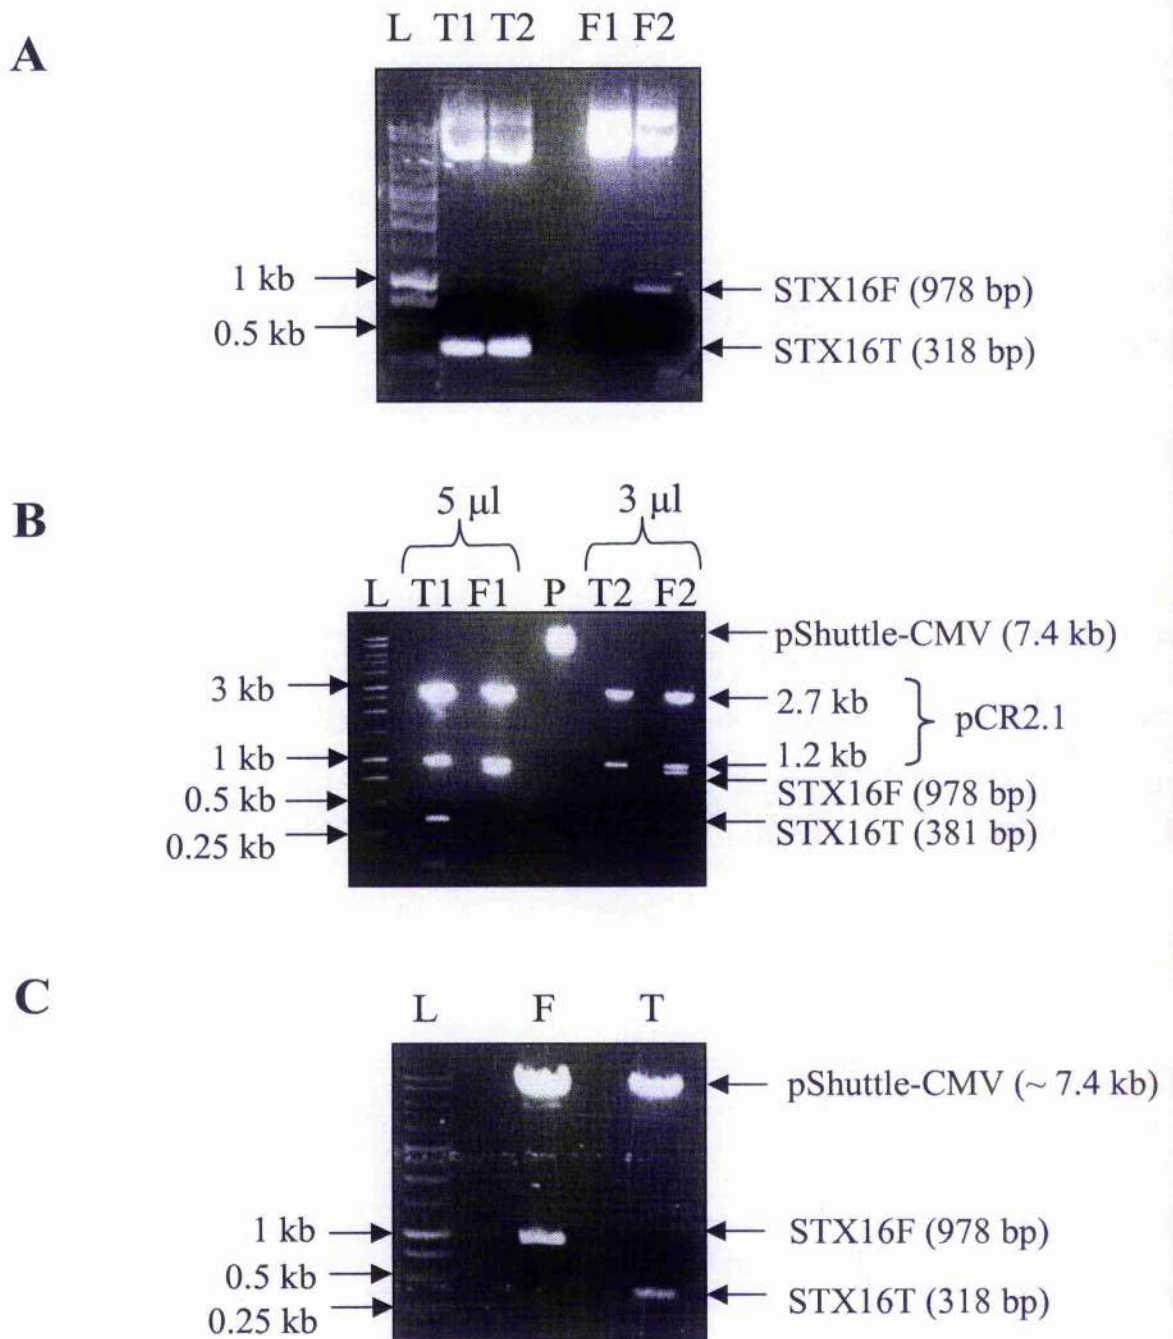 A
L T1 T2 F1 F2
1 kb
0.5 kb
STX16F (978 bp)
STX16T (318 bp)
B
5 µl 3 µl
L T1 F1 P T2 F2
3 kb
1 kb
0.5 kb
0.25 kb
pShuttle-CMV (7.4 kb)
2.7 kb
1.2 kb
pCR2.1
STX16F (978 bp)
STX16T (381 bp)
C
L F T
1 kb
0.5 kb
0.25 kb
pShuttle-CMV (~ 7.4 kb)
STX16F (978 bp)
STX16T (318 bp)